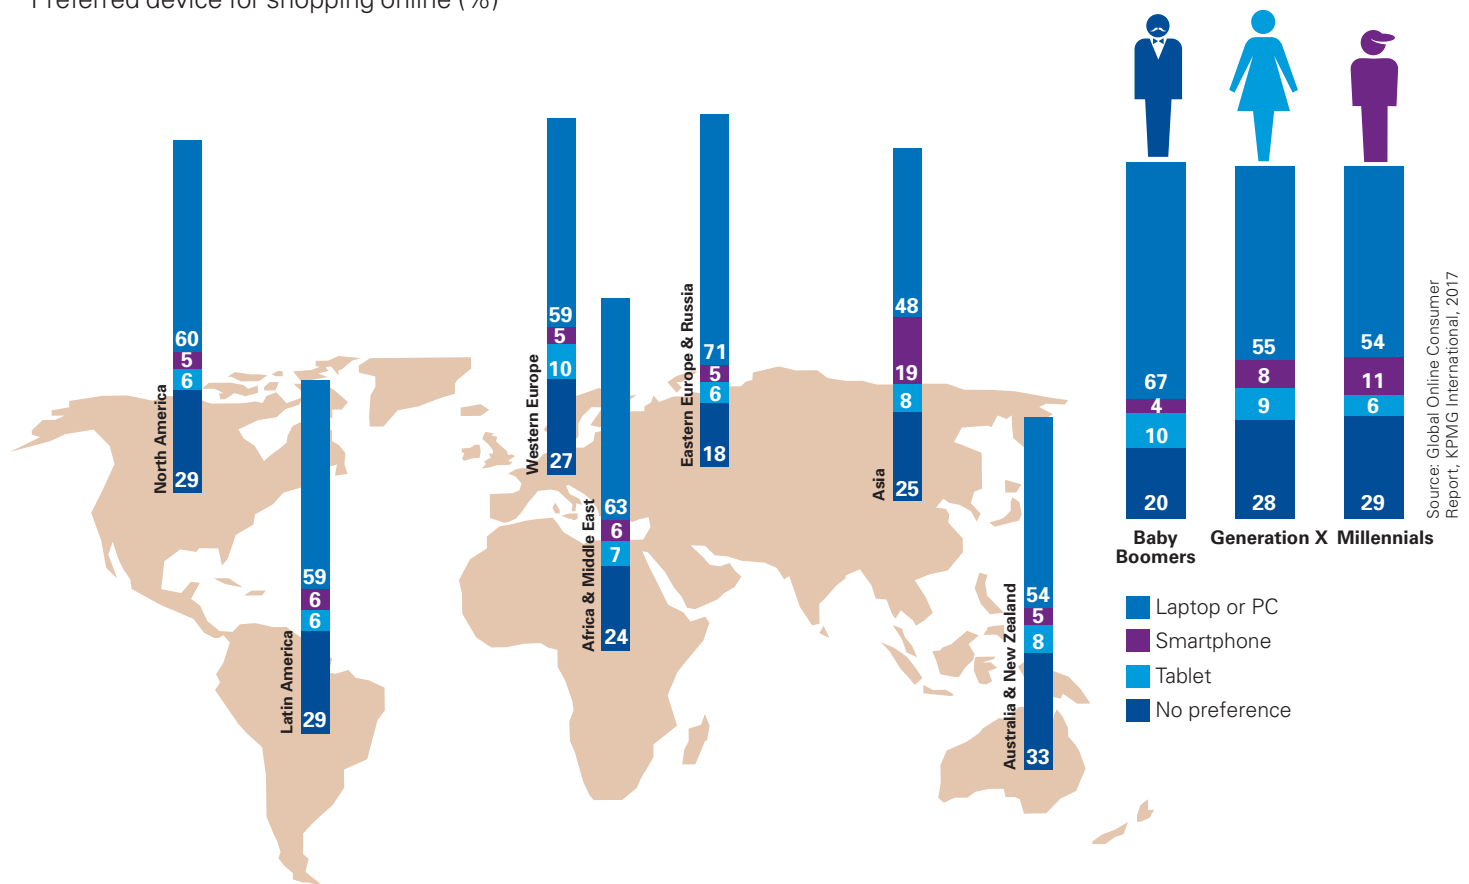 Preferred device for shopping online (%)
North America
60
5
6
29
Latin America
59
6
6
29
Western Europe
59
5
10
27
Africa & Middle East
63
6
7
24
Eastern Europe & Russia
71
5
6
18
Asia
48
19
8
25
Australia & New Zealand
54
5
8
33
67
4
10
20
Baby
Boomers
55
8
9
28
Generation X
54
11
6
29
Millennials
Laptop or PC
Smartphone
Tablet
No preference
Source: Global Online Consumer
Report, KPMG International, 2017